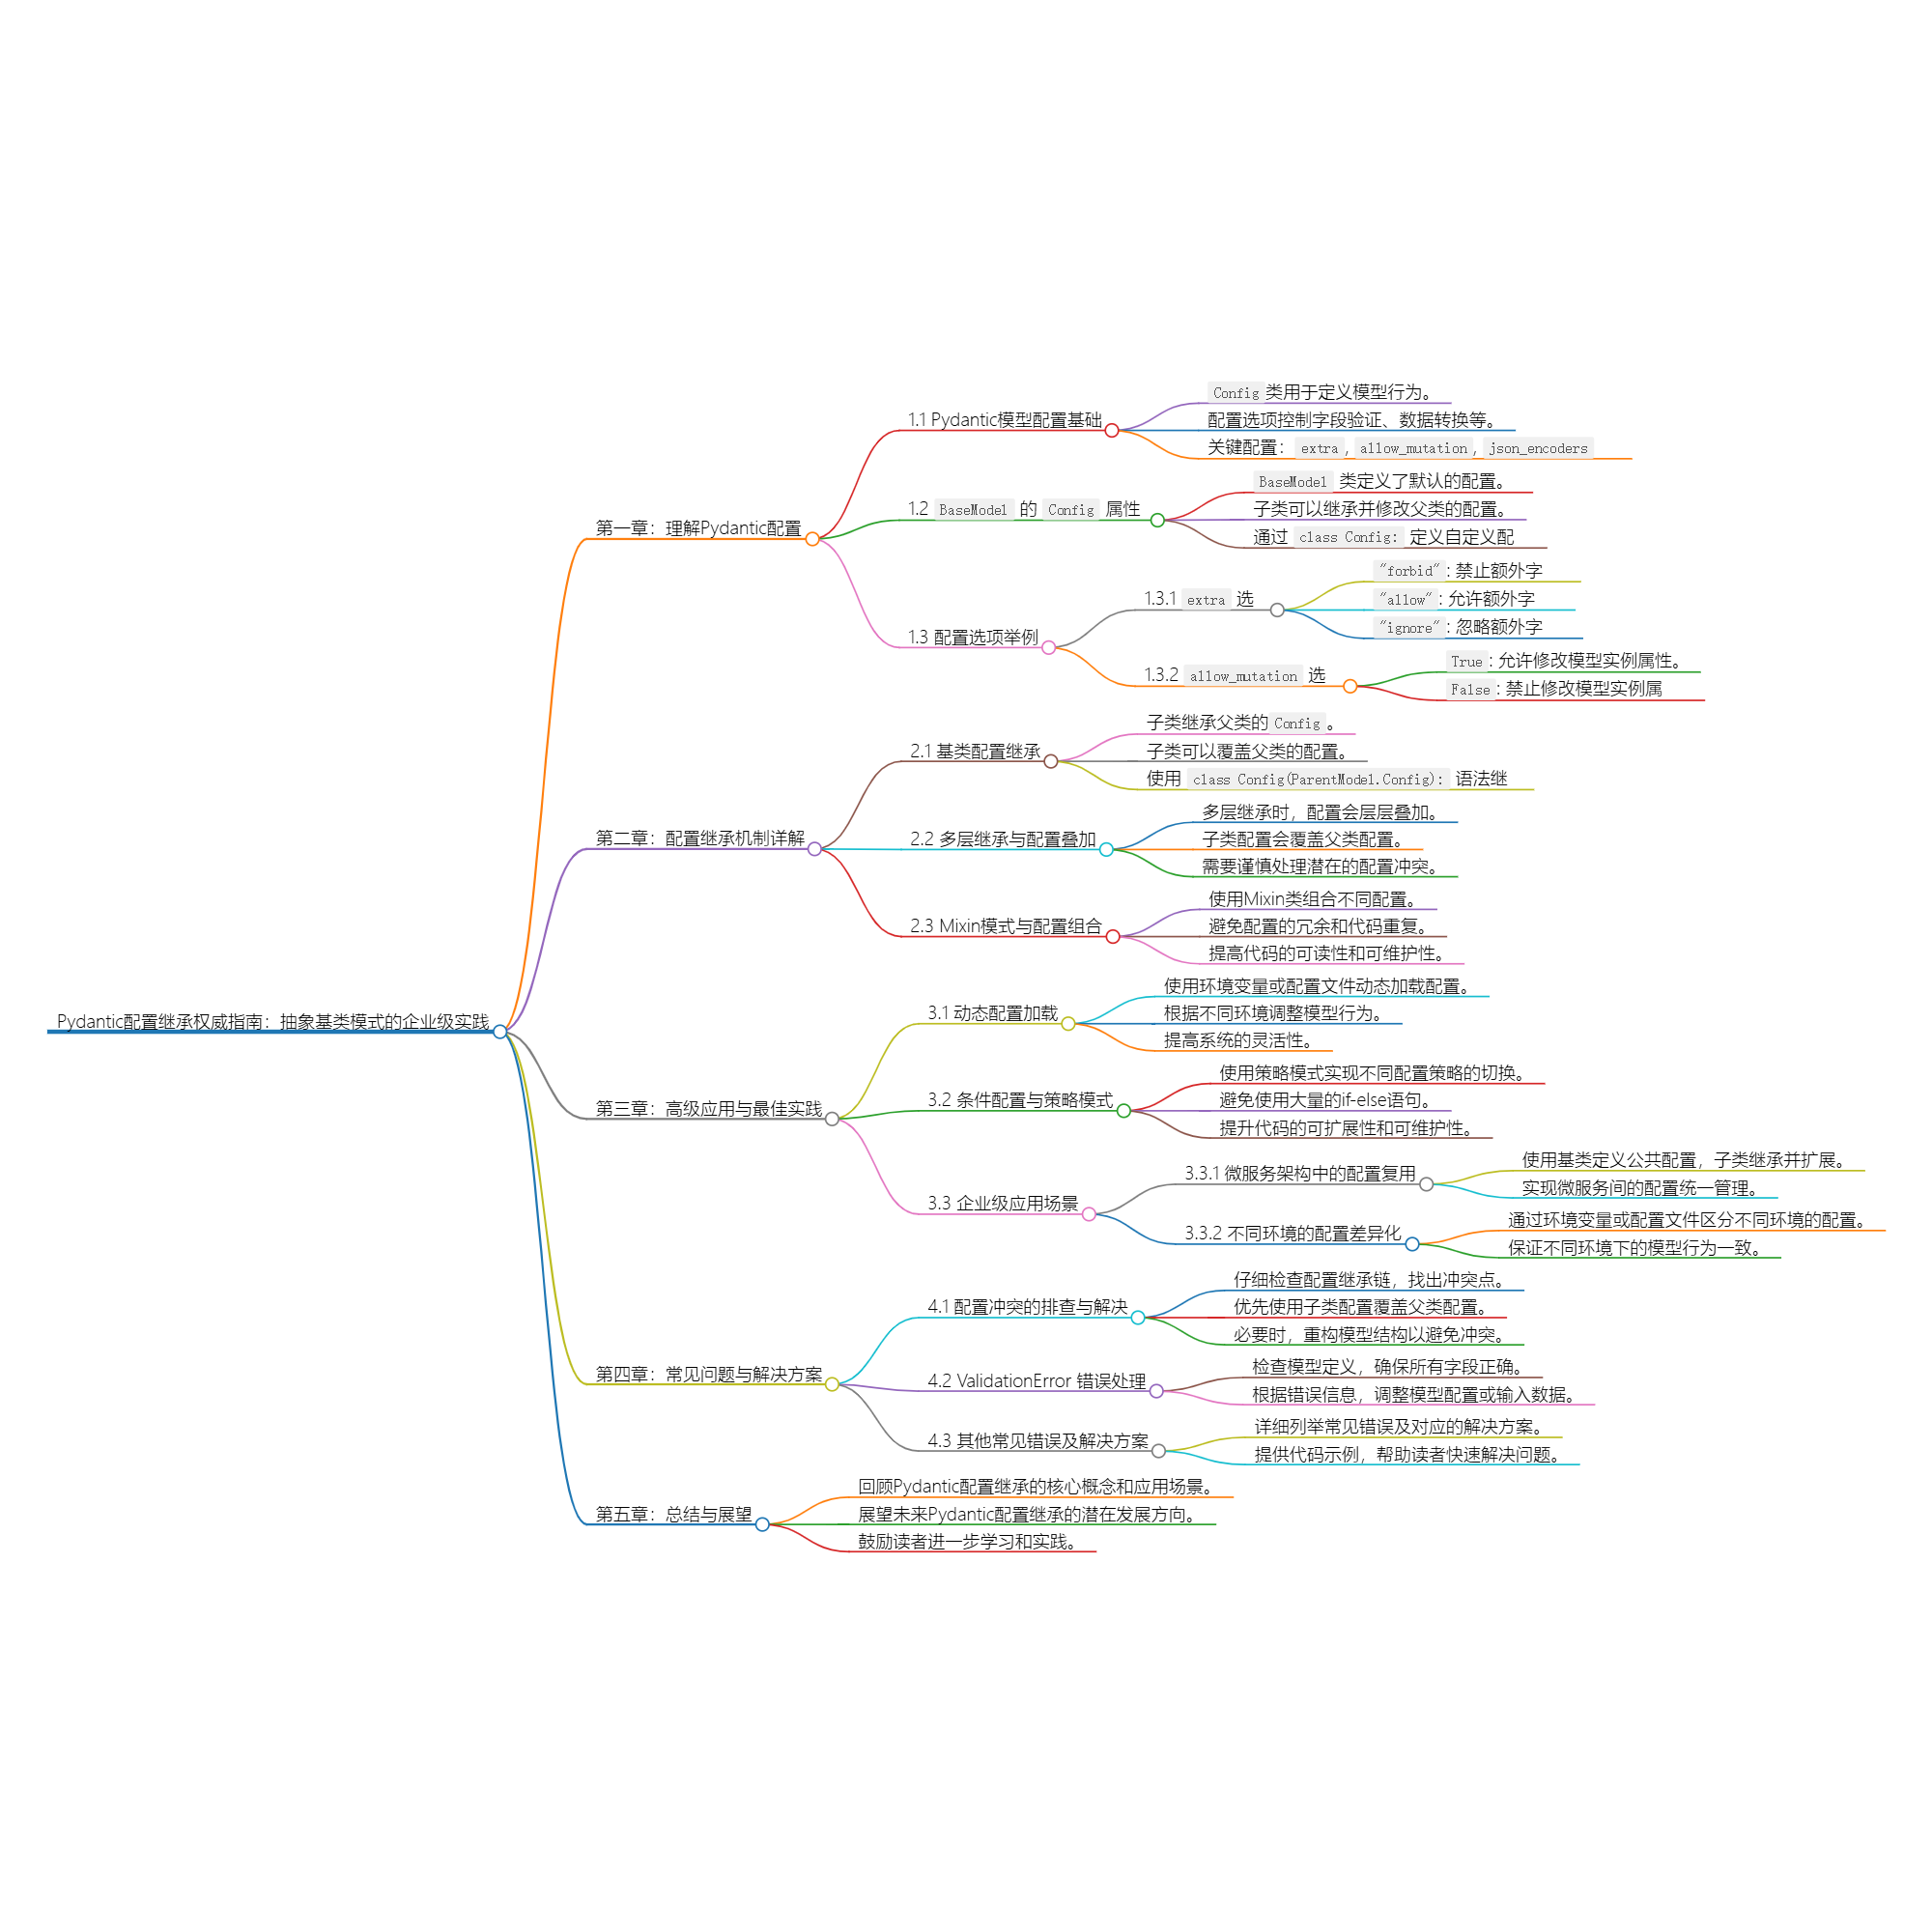 Pydantic配置继承权威指南：抽象基类模式的企业级实践
第一章：理解Pydantic配置
1.1 Pydantic模型配置基础
Config类用于定义模型行为。
配置选项控制字段验证、数据转换等。
关键配置： extra , allow_mutation , json_encoders
1.2 BaseModel 的 Config 属性
BaseModel 类定义了默认的配置。
子类可以继承并修改父类的配置。
通过 class Config: 定义自定义配
1.3 配置选项举例
1.3.1 extra 选
"forbid" : 禁止额外字
"allow" : 允许额外字
"ignore" : 忽略额外字
1.3.2 allow_mutation 选
True : 允许修改模型实例属性。
False : 禁止修改模型实例属
第二章：配置继承机制详解
2.1 基类配置继承
子类继承父类的Config 。
子类可以覆盖父类的配置。
使用 class Config(ParentModel.Config): 语法继
2.2 多层继承与配置叠加
多层继承时，配置会层层叠加。
子类配置会覆盖父类配置。
需要谨慎处理潜在的配置冲突。
2.3 Mixin模式与配置组合
使用Mixin类组合不同配置。
避免配置的冗余和代码重复。
提高代码的可读性和可维护性。
第三章：高级应用与最佳实践
3.1 动态配置加载
使用环境变量或配置文件动态加载配置。
根据不同环境调整模型行为。
提高系统的灵活性。
3.2 条件配置与策略模式
使用策略模式实现不同配置策略的切换。
避免使用大量的if-else语句。
提升代码的可扩展性和可维护性。
3.3 企业级应用场景
3.3.1 微服务架构中的配置复用
使用基类定义公共配置，子类继承并扩展。
实现微服务间的配置统一管理。
3.3.2 不同环境的配置差异化
通过环境变量或配置文件区分不同环境的配置。
保证不同环境下的模型行为一致。
第四章：常见问题与解决方案
4.1 配置冲突的排查与解决
仔细检查配置继承链，找出冲突点。
优先使用子类配置覆盖父类配置。
必要时，重构模型结构以避免冲突。
4.2 ValidationError 错误处理
检查模型定义，确保所有字段正确。
根据错误信息，调整模型配置或输入数据。
4.3 其他常见错误及解决方案
详细列举常见错误及对应的解决方案。
提供代码示例，帮助读者快速解决问题。
第五章：总结与展望
回顾Pydantic配置继承的核心概念和应用场景。
展望未来Pydantic配置继承的潜在发展方向。
鼓励读者进一步学习和实践。